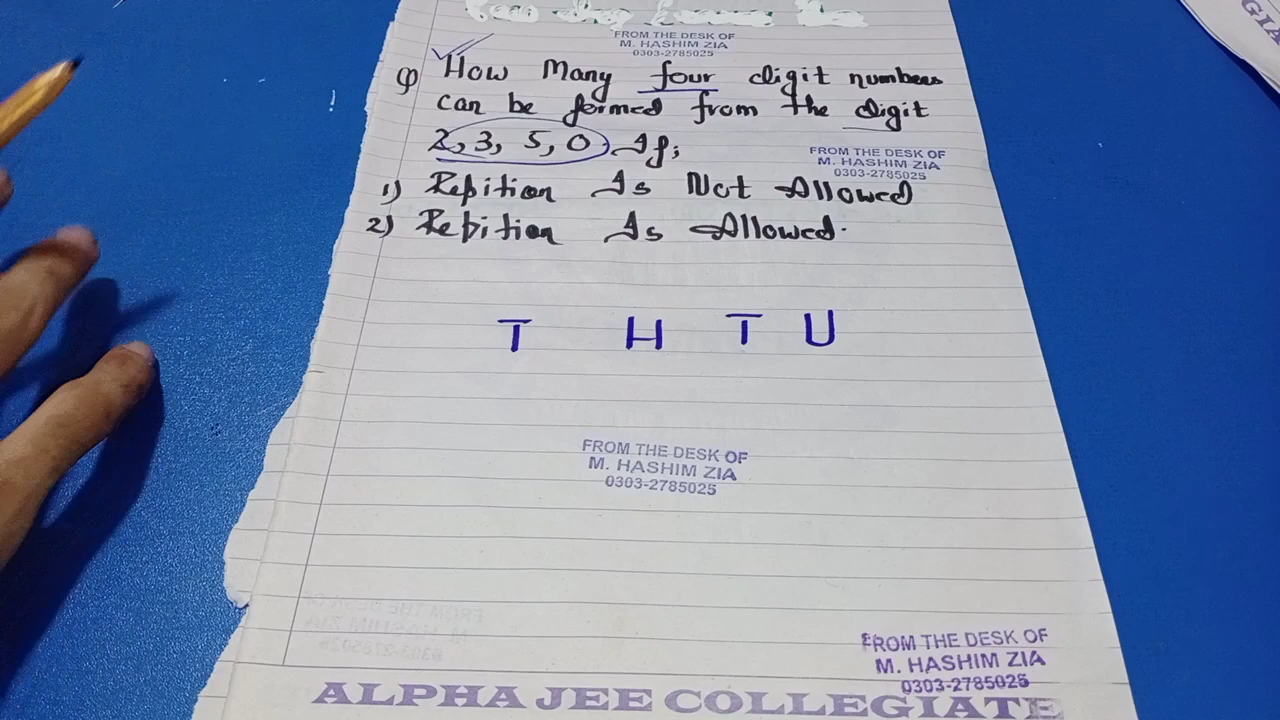 FROM THE DESK OF
M. HASHIM ZIA
0303-2785025
Q How Many four digit numbers
can be formed from the digit
2, 3, 5, 0 If;
FROM THE DESK OF
M. HASHIM ZIA
0303-2785025
1) Repition Is Not Allowed
2) Repition Is Allowed.
T H T U
FROM THE DESK OF
M. HASHIM ZIA
0303-2785025
FROM THE DESK OF
M. HASHIM ZIA
0303-2785025
ALPHA JEE COLLEGIATE